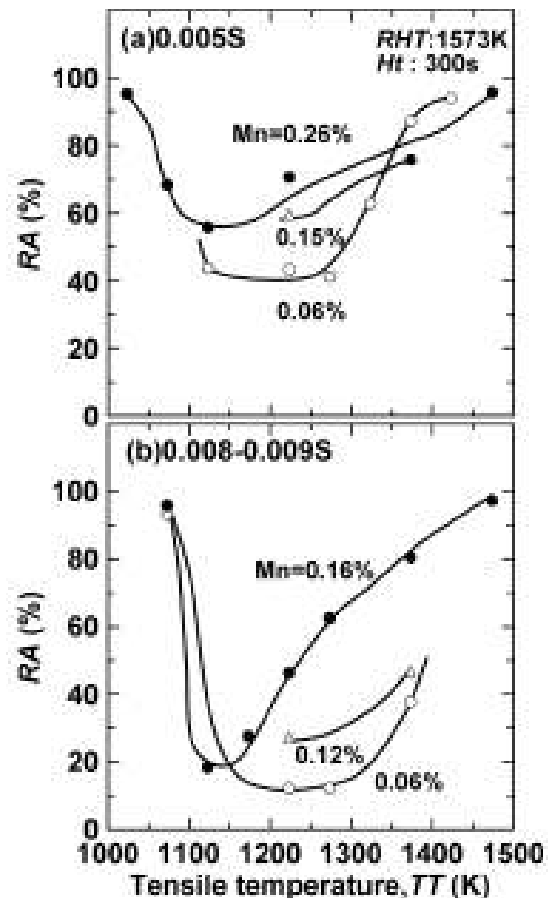 (a)0.005S
RHT:1573K
Ht : 300s
100
80
60
40
20
0
RA (%)
Mn=0.26%
0.15%
0.06%
(b)0.008-0.009S
100
80
60
40
20
0
RA (%)
Mn=0.16%
0.12%
0.06%
1000 1100 1200 1300 1400 1500
Tensile temperature,TT (K)